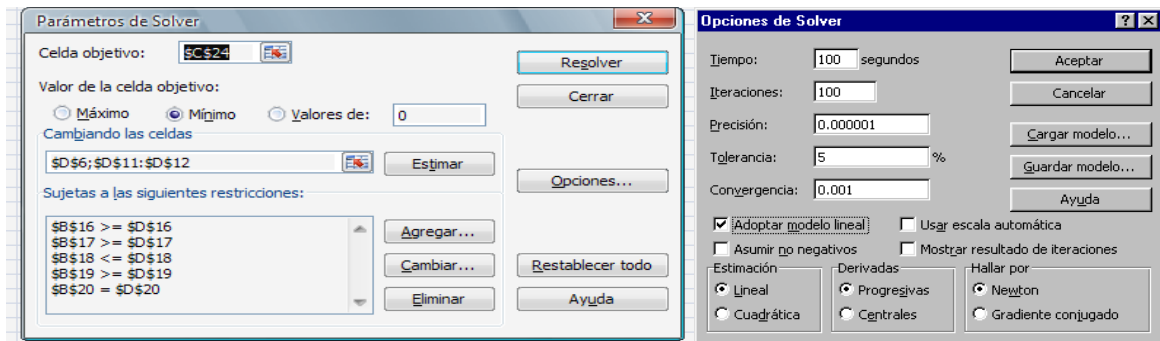 Parámetros de Solver
Celda objetivo: $C$24
Resolver
Valor de la celda objetivo:
Cerrar
Máximo Mínimo Valores de: 0
Cambiando las celdas
$D$6;$D$11:$D$12 Estimar
Opciones...
Sujetas a las siguientes restricciones:
$B$16 >= $D$16
$B$17 >= $D$17
$B$18 <= $D$18
$B$19 >= $D$19
$B$20 = $D$20
Agregar...
Cambiar...
Restablecer todo
Eliminar
Ayuda
Opciones de Solver
Tiempo: 100 segundos
Aceptar
Iteraciones: 100
Cancelar
Precisión: 0.000001
Cargar modelo...
Tolerancia: 5 %
Guardar modelo...
Convergencia: 0.001
Ayuda
Adoptar modelo lineal Usar escala automática
Asumir no negativos Mostrar resultado de iteraciones
Estimación Derivadas Hallar por
Lineal Progresivas Newton
Cuadrática Centrales Gradiente conjugado